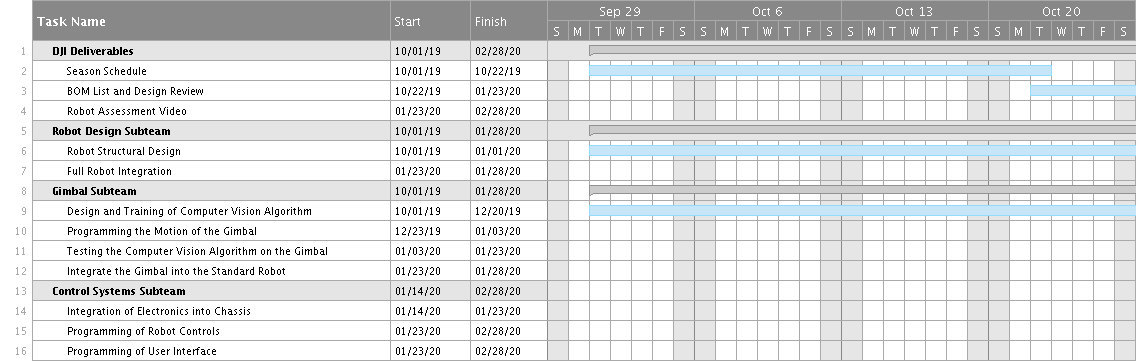 Task Name Start Finish Sep 29 Oct 6 Oct 13 Oct 20
S M T W T F S S M T W T F S S M T W T F S S M T W T F S
1 DJI Deliverables 10/01/19 02/28/20
2 Season Schedule 10/01/19 10/22/19
3 BOM List and Design Review 10/22/19 01/23/20
4 Robot Assessment Video 01/23/20 02/28/20
5 Robot Design Subteam 10/01/19 01/28/20
6 Robot Structural Design 10/01/19 01/01/20
7 Full Robot Integration 01/23/20 01/28/20
8 Gimbal Subteam 10/01/19 01/28/20
9 Design and Training of Computer Vision Algorithm 10/01/19 12/20/19
10 Programming the Motion of the Gimbal 12/23/19 01/03/20
11 Testing the Computer Vision Algorithm on the Gimbal 01/03/20 01/23/20
12 Integrate the Gimbal into the Standard Robot 01/23/20 01/28/20
13 Control Systems Subteam 01/14/20 02/28/20
14 Integration of Electronics into Chassis 01/14/20 01/23/20
15 Programming of Robot Controls 01/23/20 02/28/20
16 Programming of User Interface 01/23/20 02/28/20